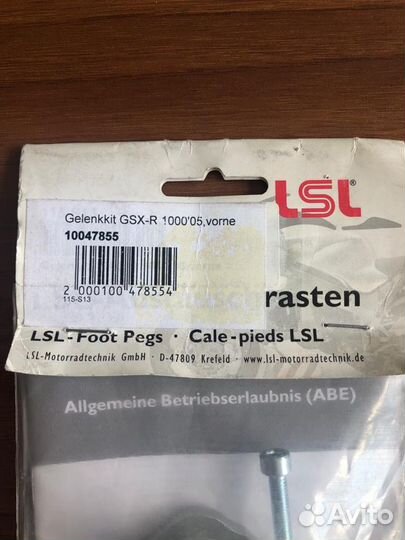 LSL®
Gelenkkit GSX-R 1000'05,vorne
10047855
2 000100 478554
115-S13
rasten
LSL-Foot Pegs · Cale-pieds LSL
LSL-Motorradtechnik GmbH · D-47809 Krefeld · www.lsl-motorradtechnik.de
Allgemeine Betriebserlaubnis (ABE)
Avito